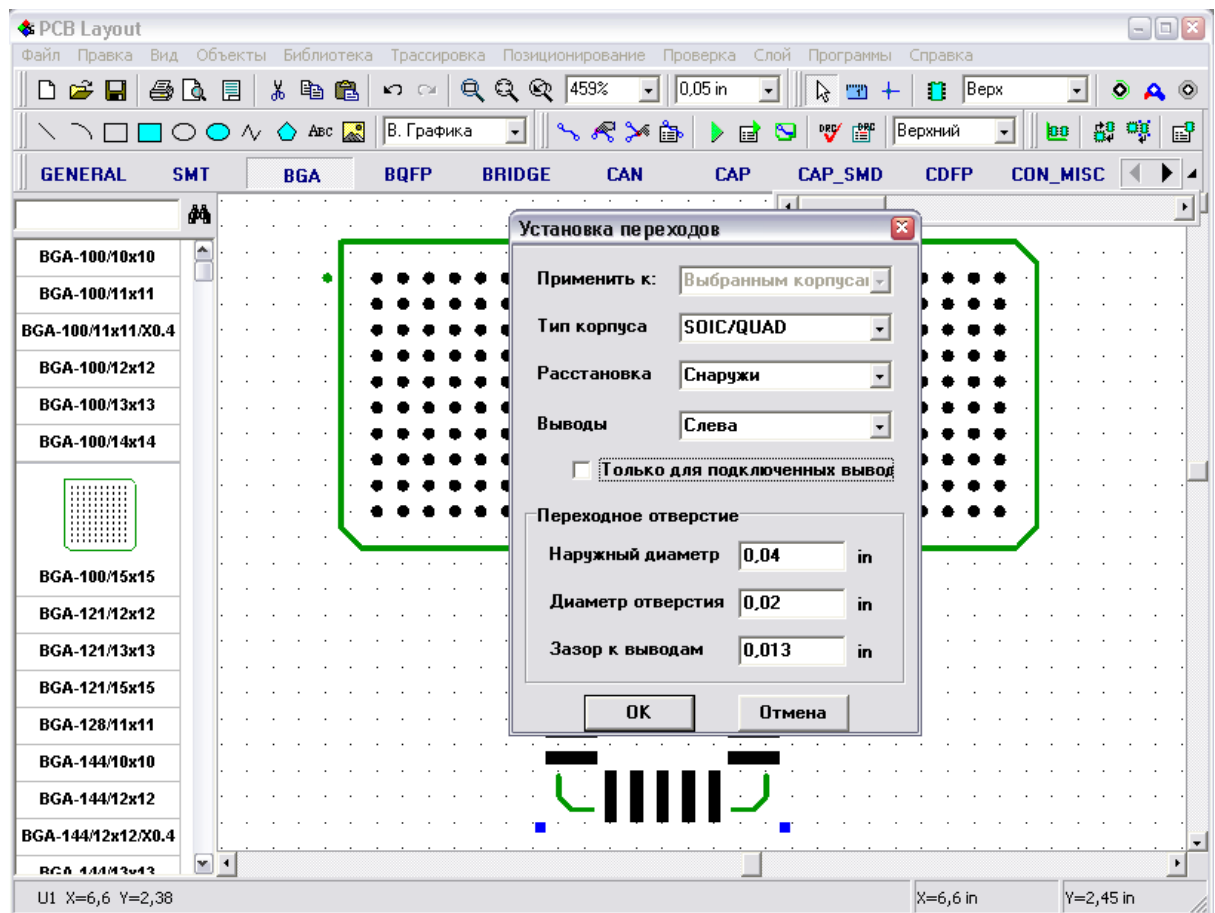 PCB Layout
Файл Правка Вид Объекты Библиотека Трассировка Позиционирование Проверка Слой Программы Справка
459% 0,05 in Верх
ABC В. Графика DRC DRC Верхний
GENERAL SMT BGA BQFP BRIDGE CAN CAP CAP_SMD CDFP CON_MISC
BGA-100/10x10
BGA-100/11x11
BGA-100/11x11/X0.4
BGA-100/12x12
BGA-100/13x13
BGA-100/14x14
BGA-100/15x15
BGA-121/12x12
BGA-121/13x13
BGA-121/15x15
BGA-128/11x11
BGA-144/10x10
BGA-144/12x12
BGA-144/12x12/X0.4
BGA-144/13x13
Установка переходов
Применить к: Выбранным корпусам
Тип корпуса SOIC/QUAD
Расстановка Снаружи
Выводы Слева
Только для подключенных вывод
Переходное отверстие
Наружный диаметр 0,04 in
Диаметр отверстия 0,02 in
Зазор к выводам 0,013 in
OK Отмена
U1 X=6,6 Y=2,38 X=6,6 in Y=2,45 in